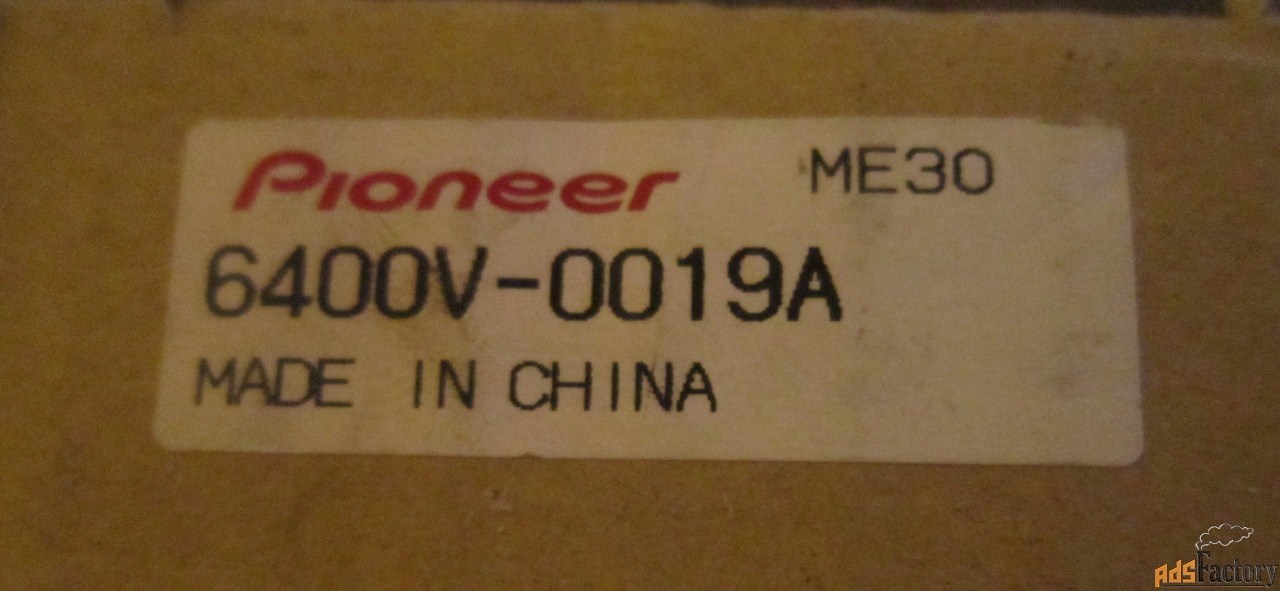 Pioneer ME30
6400V-0019A
MADE IN CHINA
AdsFactory